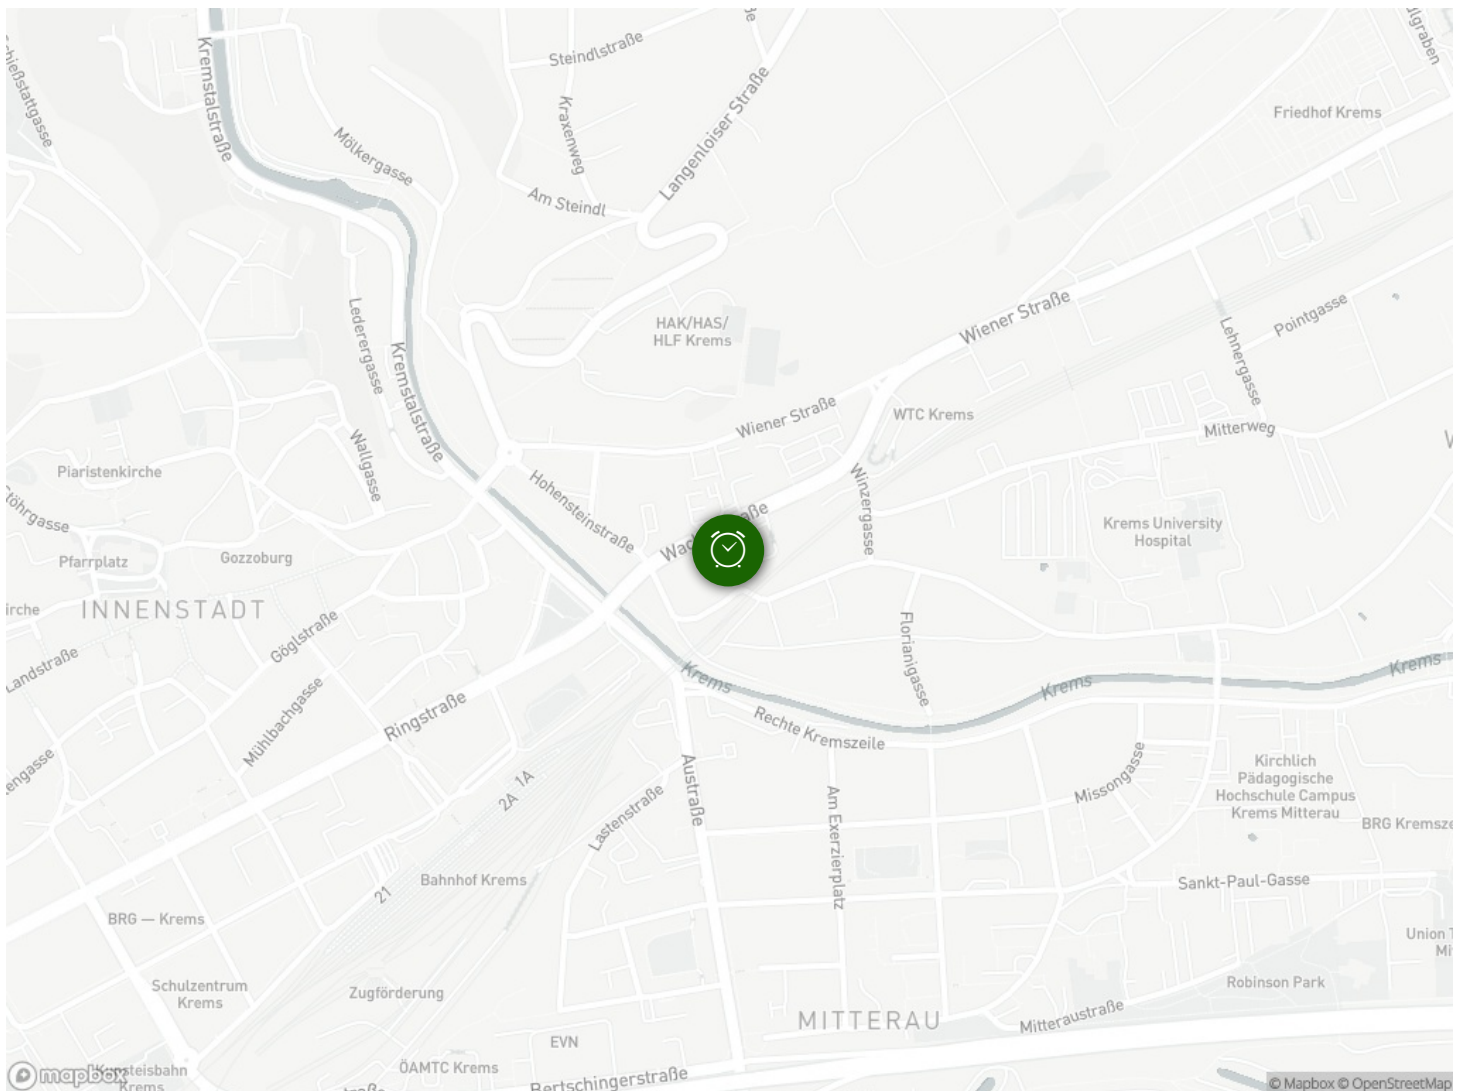 Kremstalstraße
Steindlstraße
Kraxenweg
Langenloiser Straße
Friedhof Krems
Mölkergasse
Am Steindl
Wiener Straße
Pointgasse
Lehnergasse
HAK/HAS/
HLF Krems
Lederergasse
Kremstalstraße
Wiener Straße
WTC Krems
Mitterweg
Wallgasse
Piaristenkirche
Hohensteinstraße
Winzergasse
Krems University
Hospital
Pfarrplatz
Gozzoburg
INNENSTADT
Göglstraße
Florianigasse
Landstraße
Krems
Krems
Krems
Mühlbachgasse
Ringstraße
Rechte Kremszeile
Austraße
2A 1A
Lastenstraße
Am Exerzierplatz
Missongasse
Kirchlich
Pädagogische
Hochschule Campus
Krems Mitterau
21
Bahnhof Krems
Sankt-Paul-Gasse
BRG — Krems
Schulzentrum
Krems
Zugförderung
Robinson Park
MITTERAU
Mitteraustraße
EVN
ÖAMTC Krems
Bertschingerstraße
Krems
mapbox
© Mapbox © OpenStreetMap